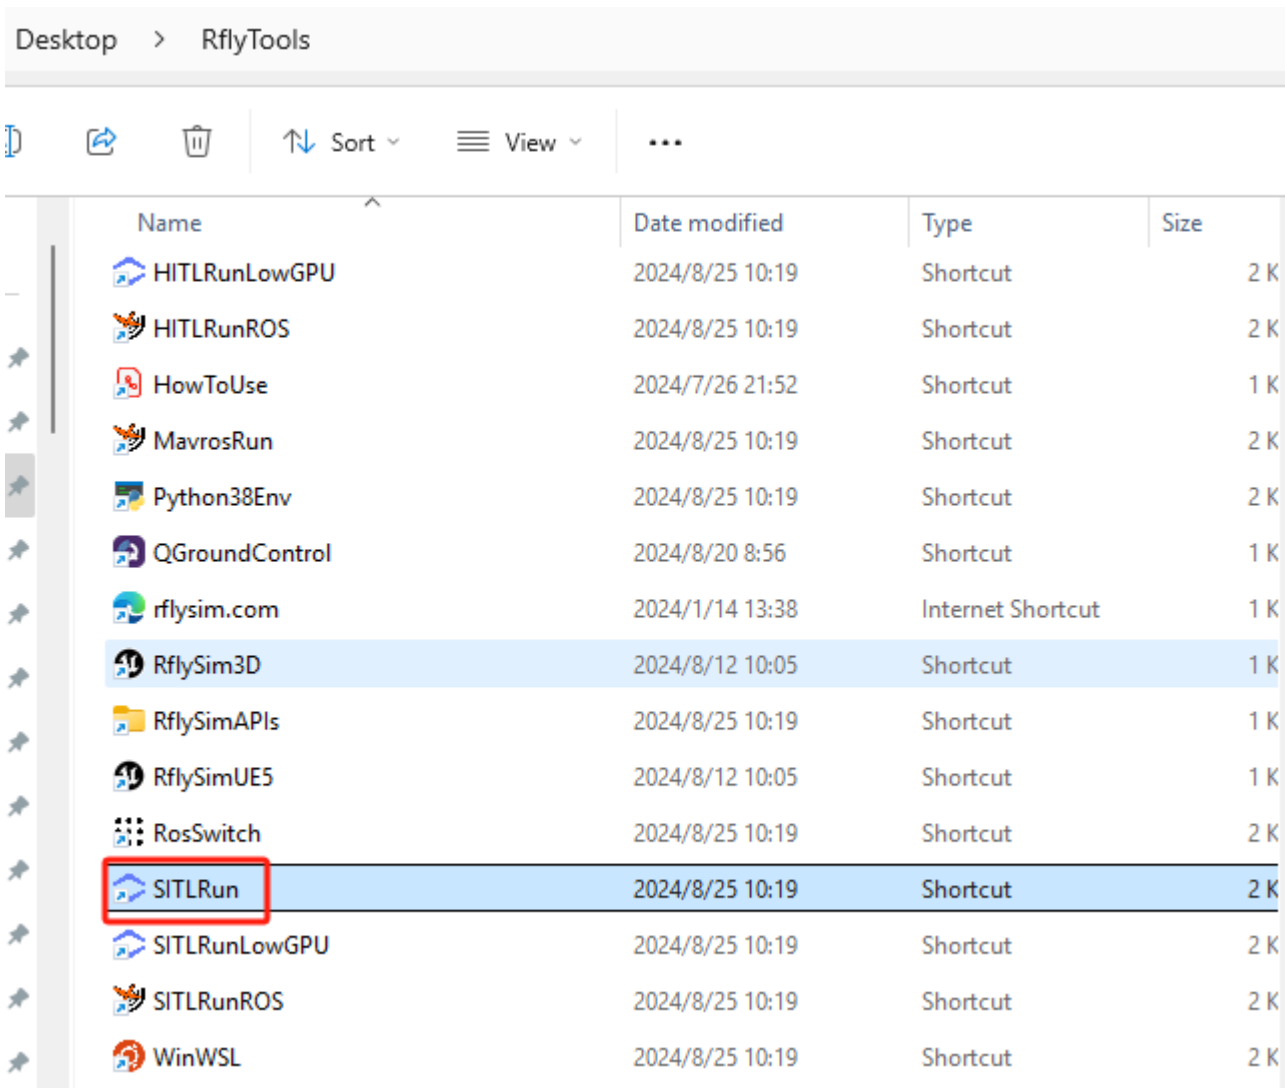 Desktop > RflyTools
Sort View ...
Name Date modified Type Size
HITLRunLowGPU 2024/8/25 10:19 Shortcut 2 K
HITLRunROS 2024/8/25 10:19 Shortcut 2 K
HowToUse 2024/7/26 21:52 Shortcut 1 K
MavrosRun 2024/8/25 10:19 Shortcut 2 K
Python38Env 2024/8/25 10:19 Shortcut 2 K
QGroundControl 2024/8/20 8:56 Shortcut 1 K
rflysim.com 2024/1/14 13:38 Internet Shortcut 1 K
RflySim3D 2024/8/12 10:05 Shortcut 1 K
RflySimAPIs 2024/8/25 10:19 Shortcut 1 K
RflySimUE5 2024/8/12 10:05 Shortcut 1 K
RosSwitch 2024/8/25 10:19 Shortcut 2 K
SITLRun 2024/8/25 10:19 Shortcut 2 K
SITLRunLowGPU 2024/8/25 10:19 Shortcut 2 K
SITLRunROS 2024/8/25 10:19 Shortcut 2 K
WinWSL 2024/8/25 10:19 Shortcut 2 K